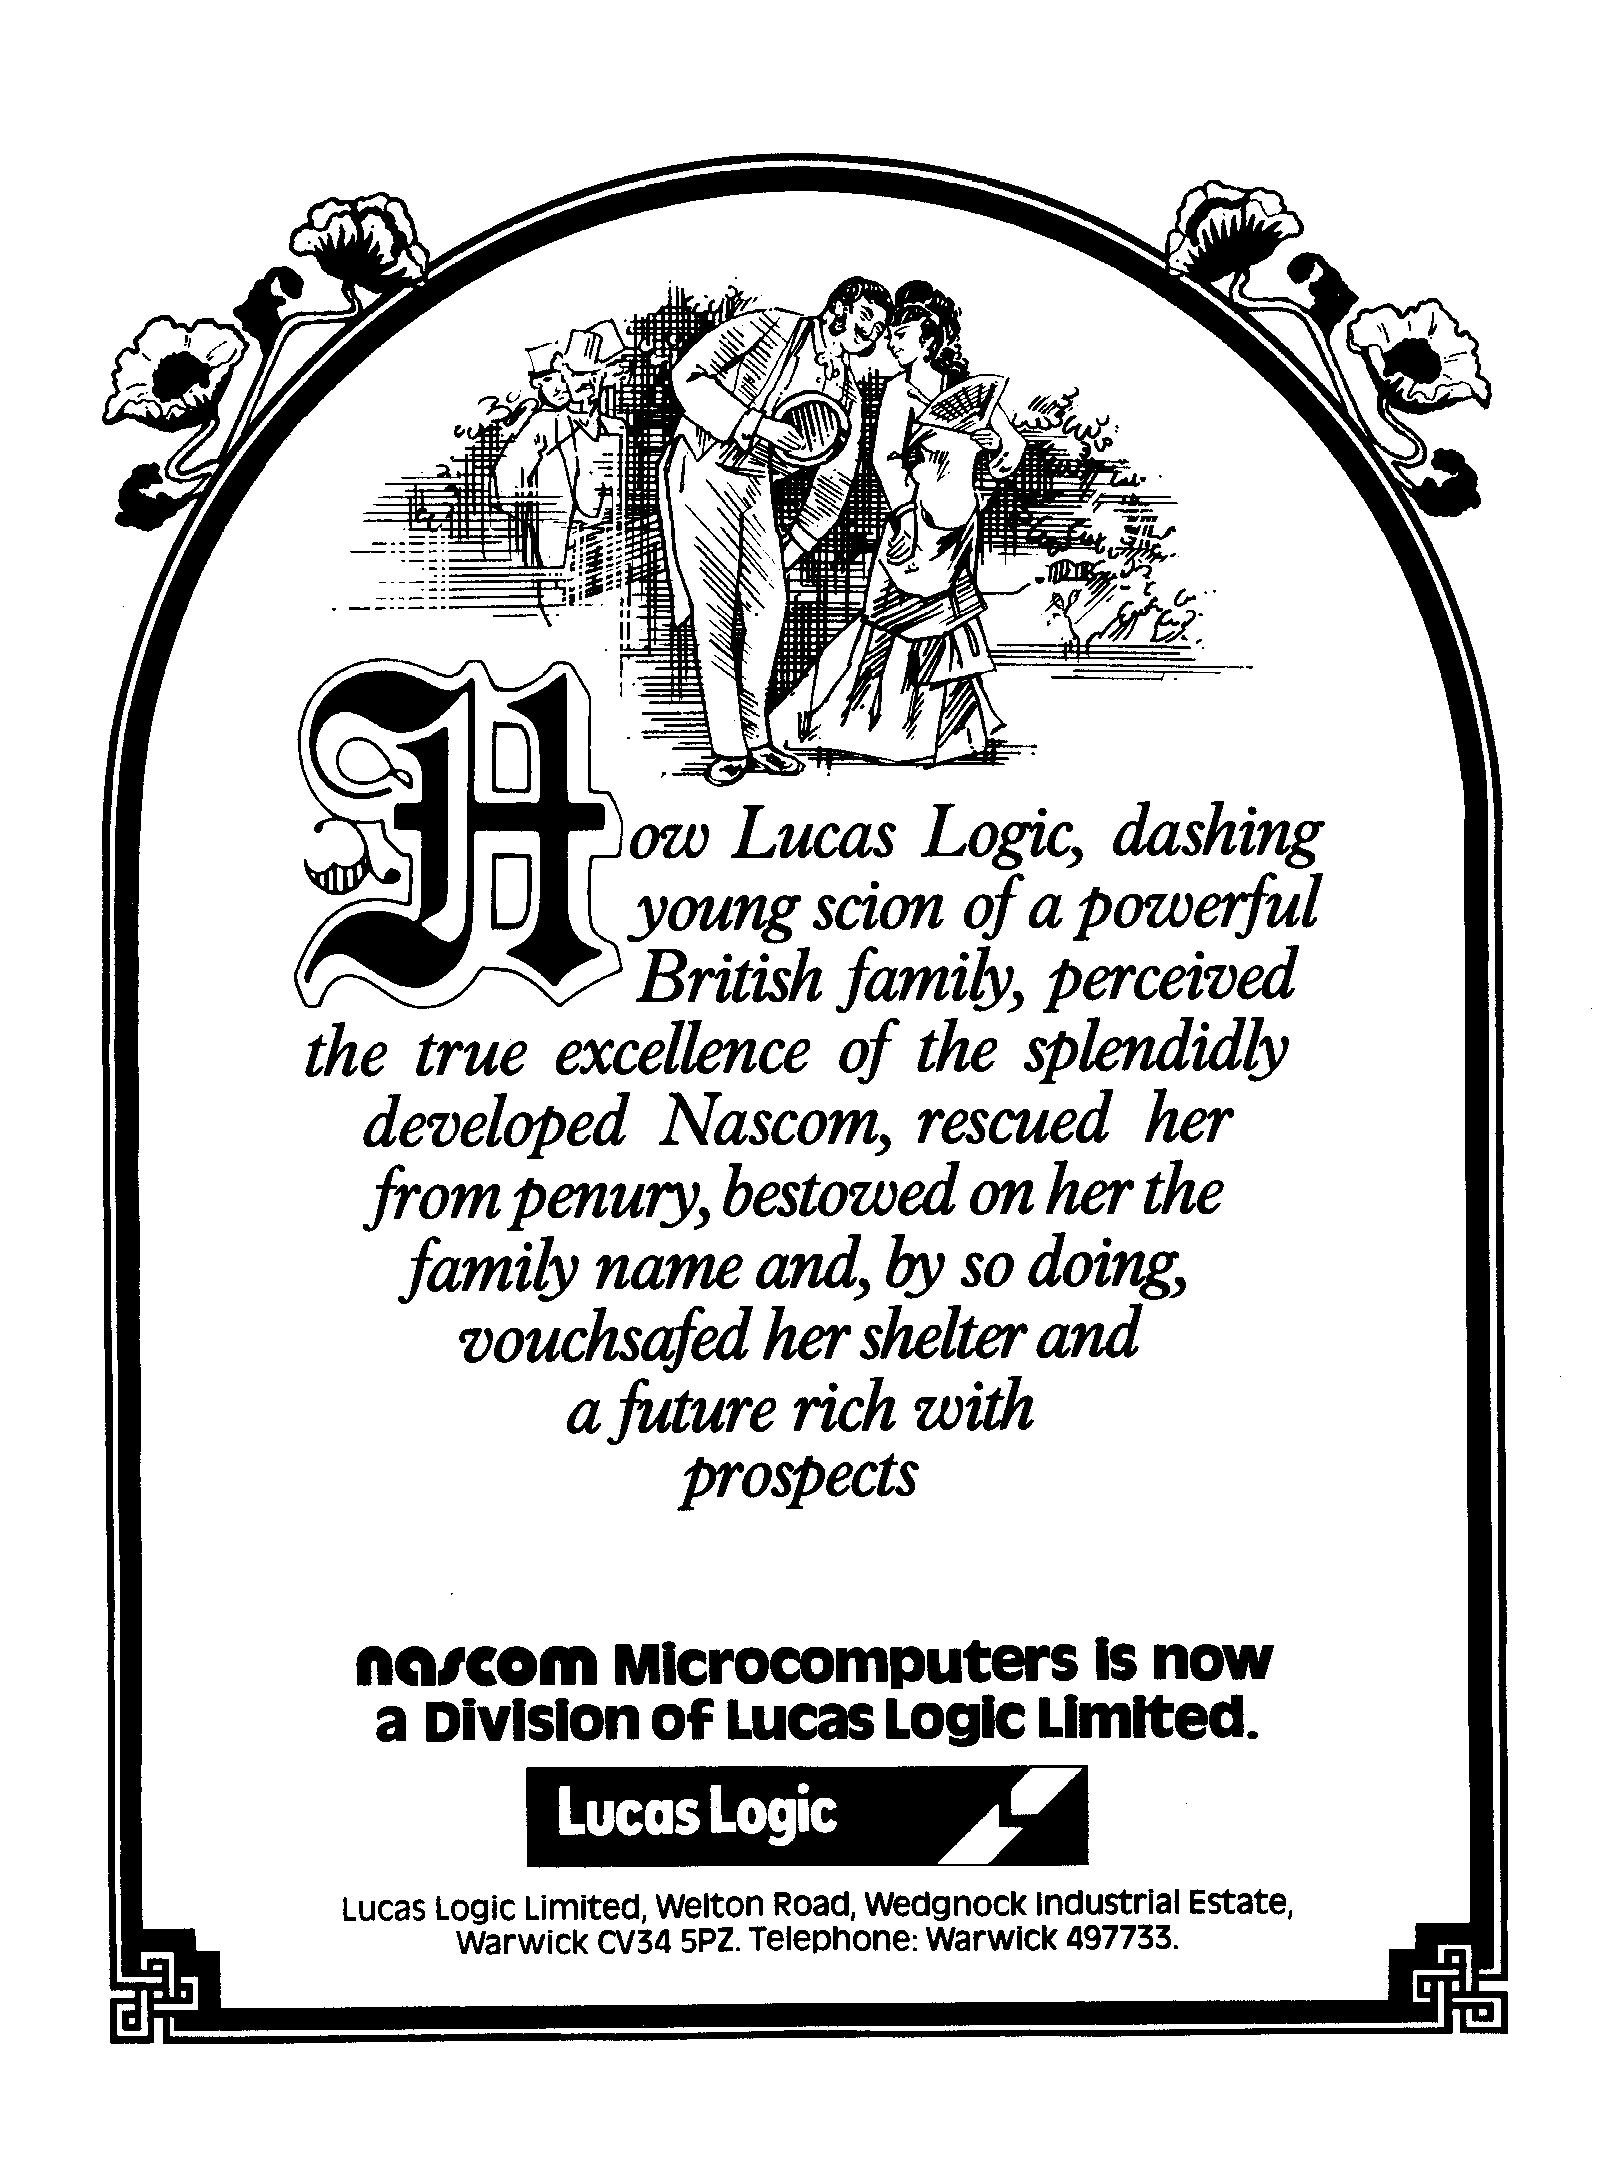 How Lucas Logic, dashing
young scion of a powerful
British family, perceived
the true excellence of the splendidly
developed Nascom, rescued her
from penury, bestowed on her the
family name and, by so doing,
vouchsafed her shelter and
a future rich with
prospects
nascom Microcomputers is now
a Division of Lucas Logic Limited.
Lucas Logic
Lucas Logic Limited, Welton Road, Wedgnock Industrial Estate,
Warwick CV34 5PZ. Telephone: Warwick 497733.